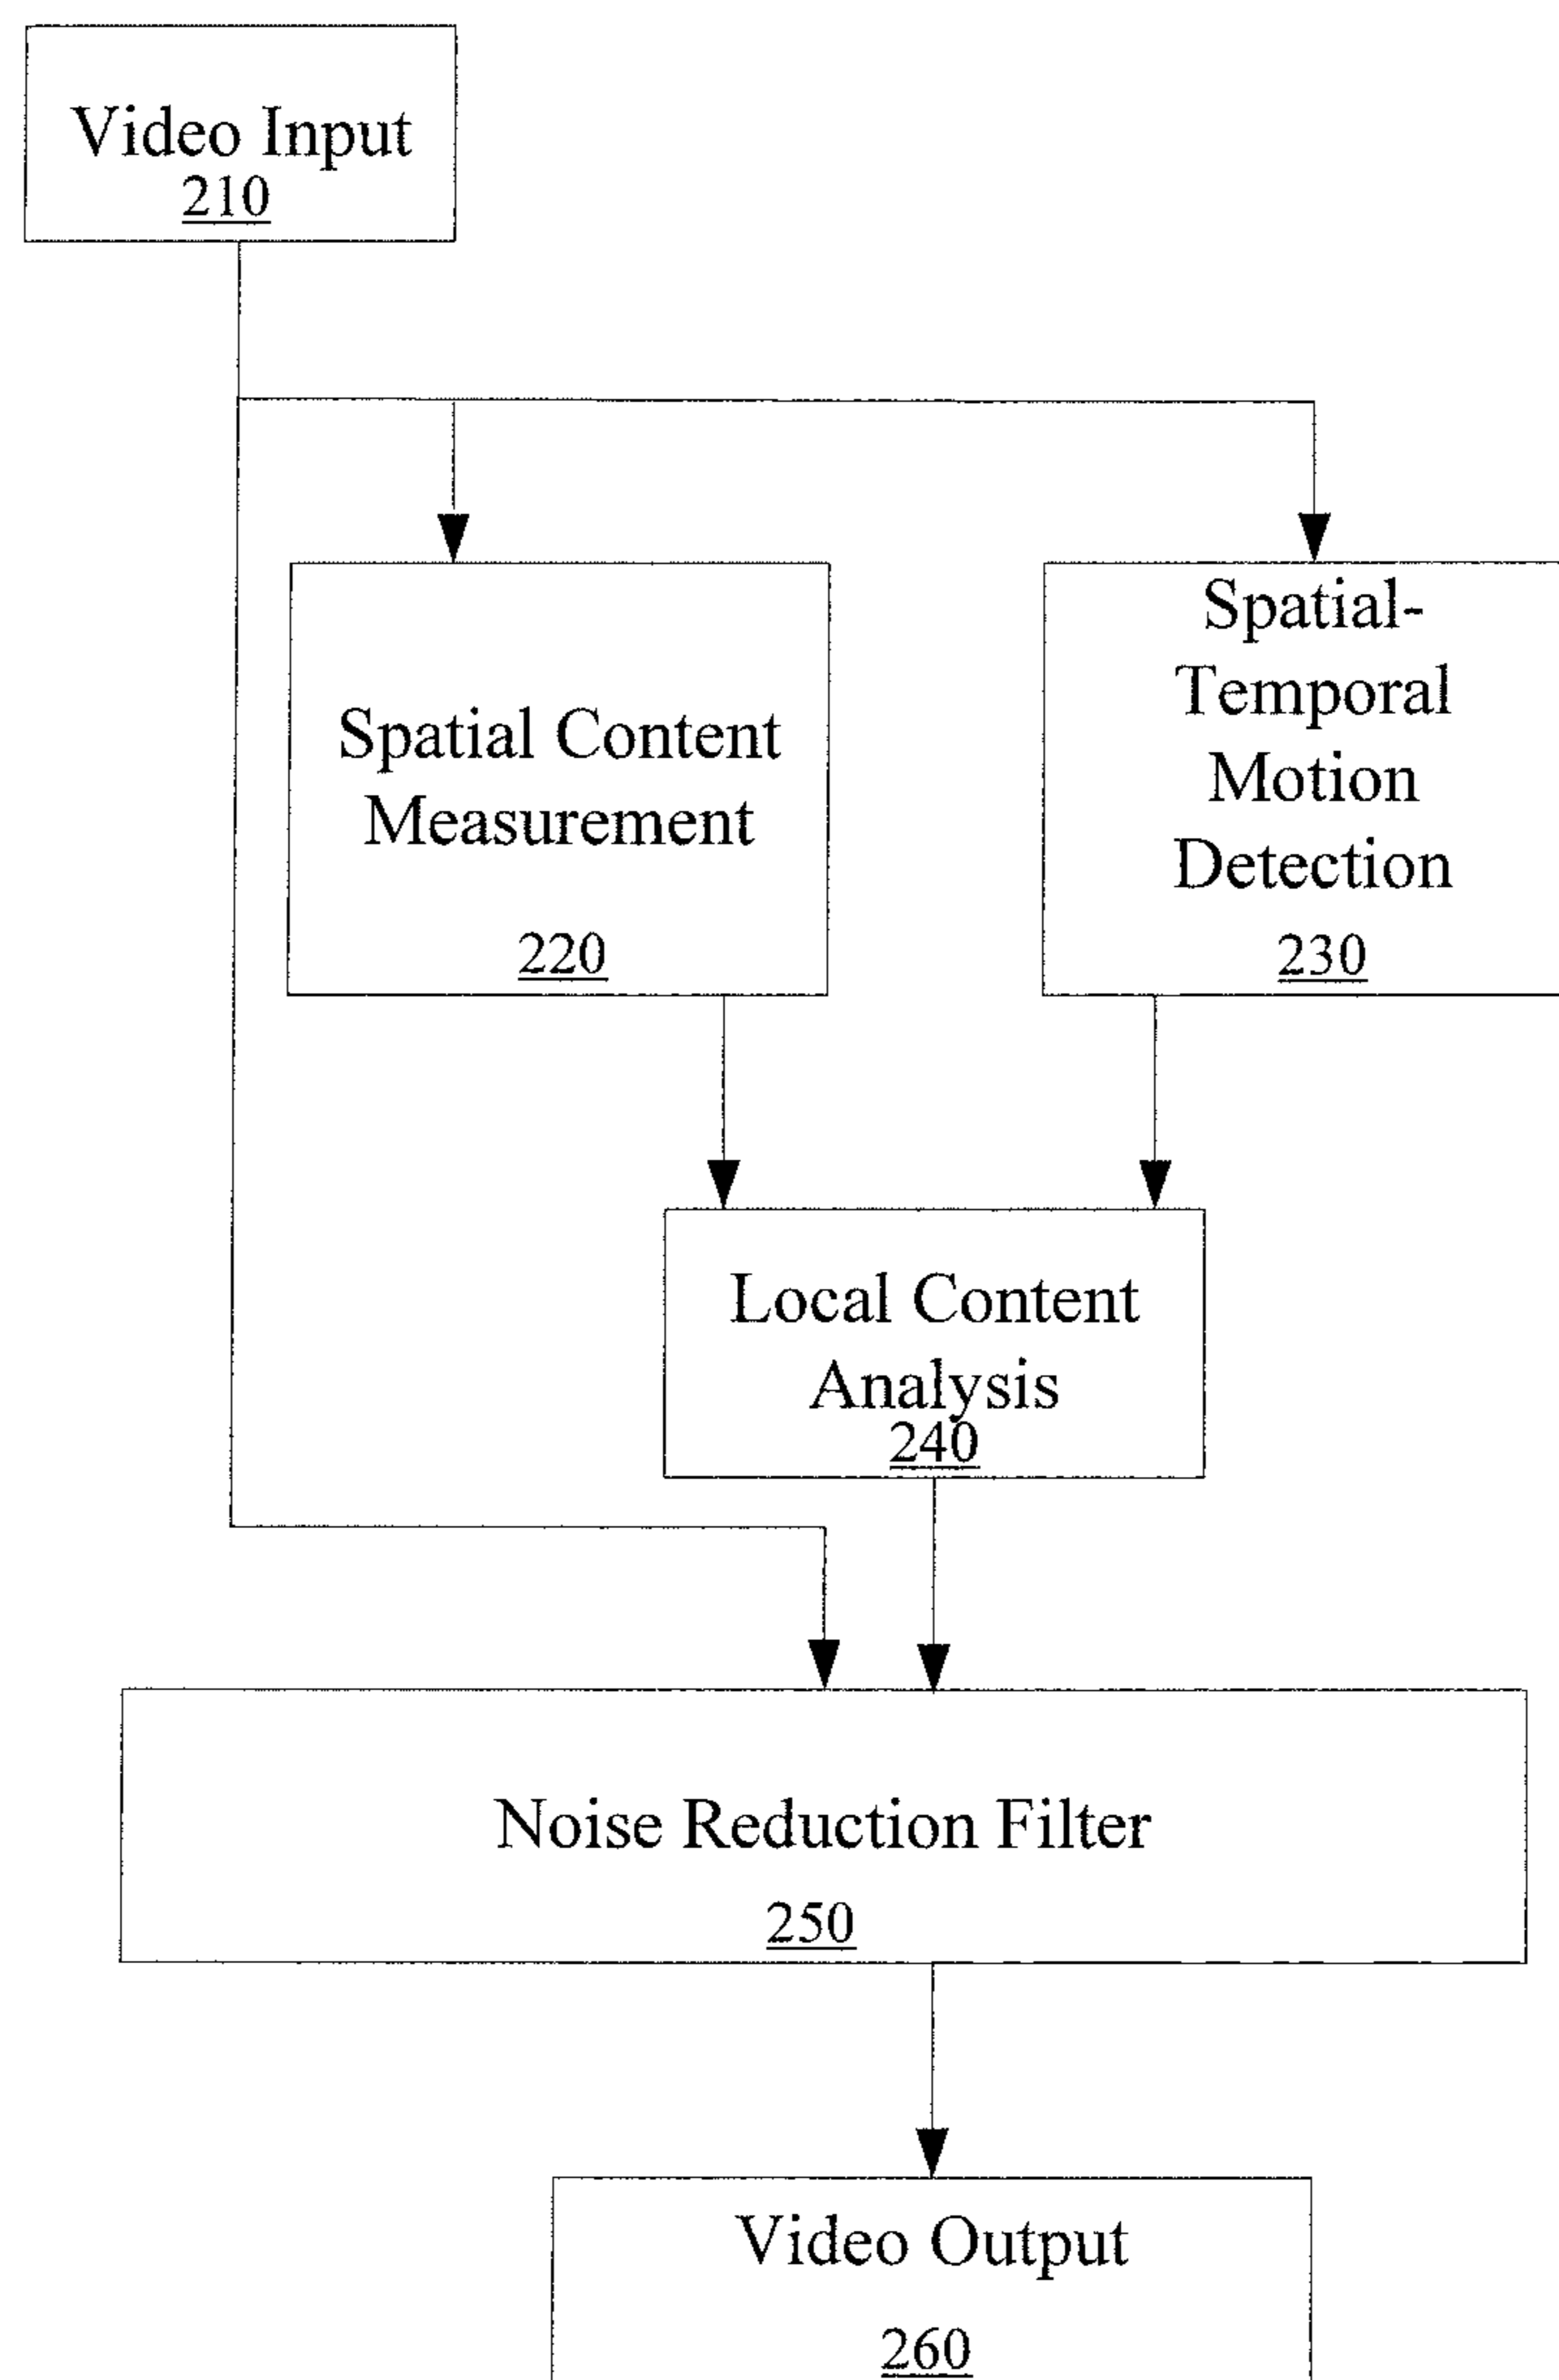 Video Input
210
Spatial Content
Measurement
220
Spatial-
Temporal
Motion
Detection
230
Local Content
Analysis
240
Noise Reduction Filter
250
Video Output
260